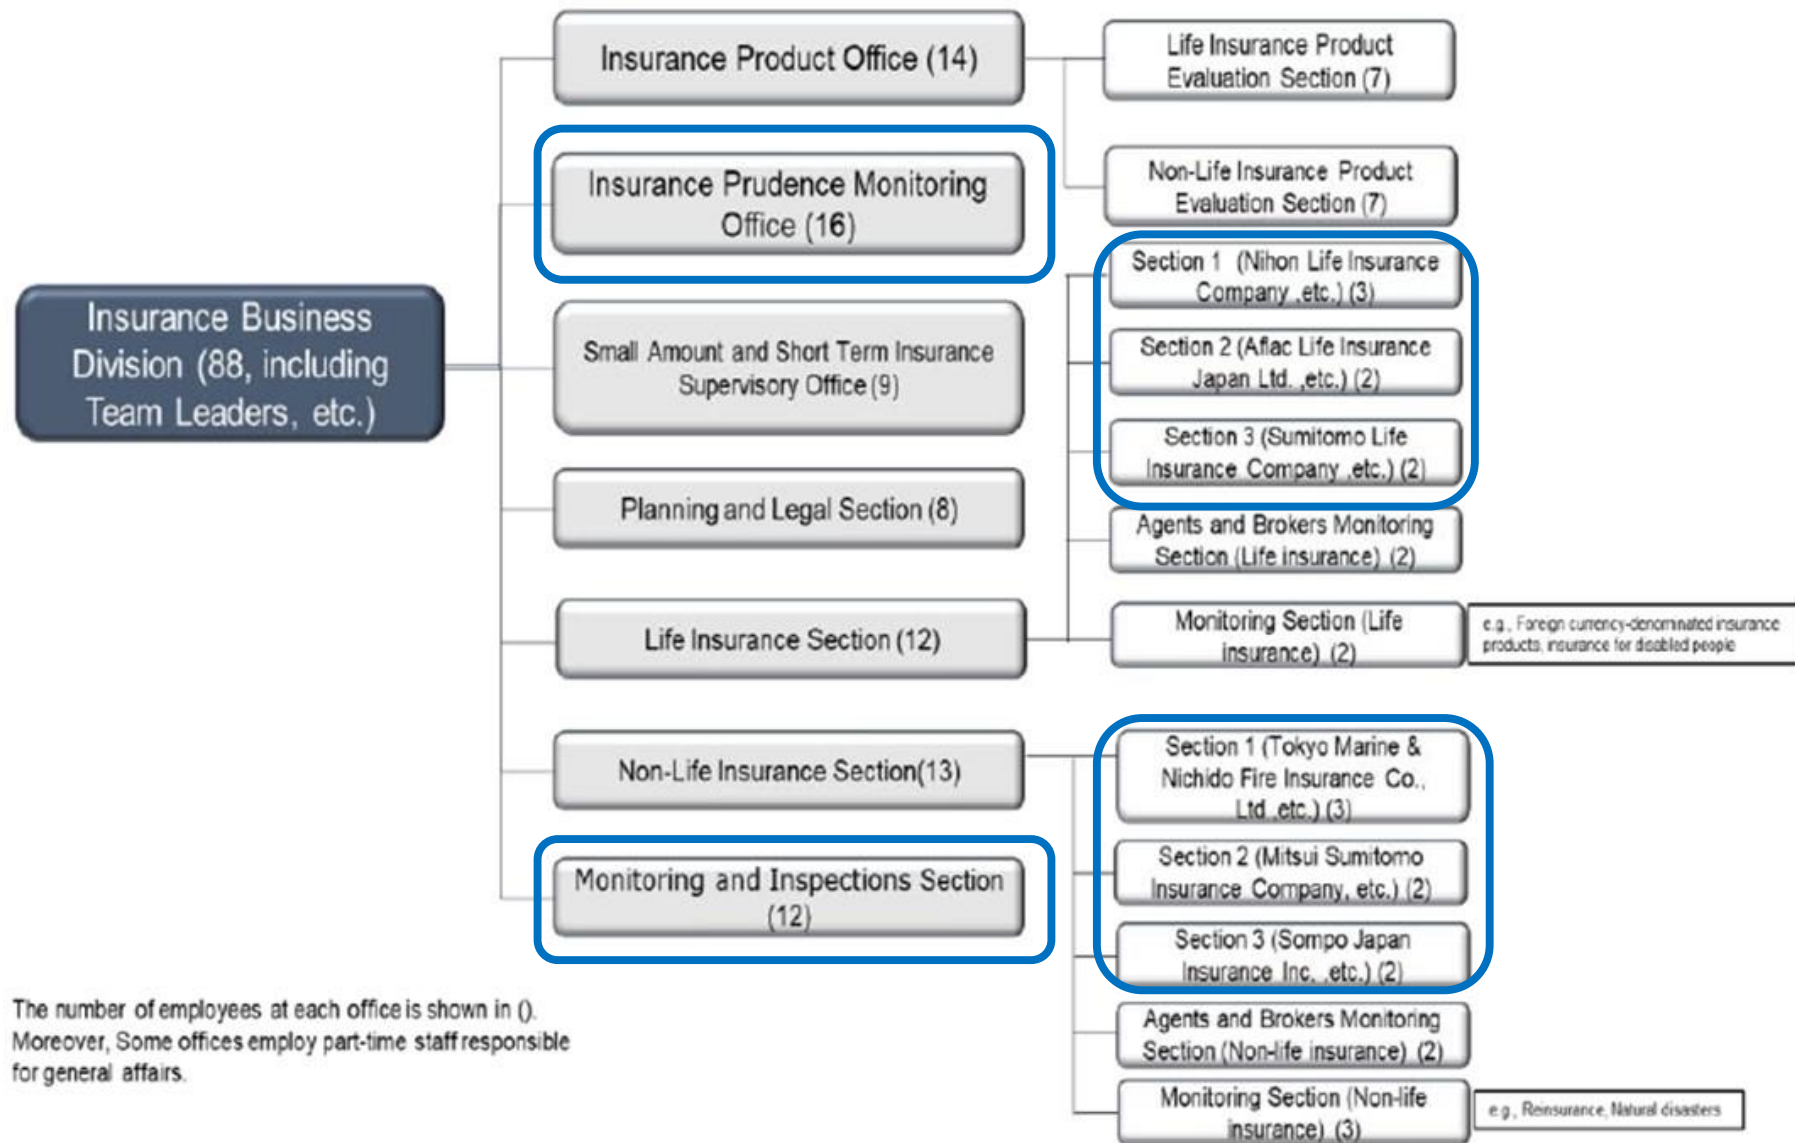 Insurance Business
Division (88, including
Team Leaders, etc.)
Insurance Product Office (14)
Insurance Prudence Monitoring
Office (16)
Small Amount and Short Term Insurance
Supervisory Office (9)
Planning and Legal Section (8)
Life Insurance Section (12)
Non-Life Insurance Section(13)
Monitoring and Inspections Section
(12)
Life Insurance Product
Evaluation Section (7)
Non-Life Insurance Product
Evaluation Section (7)
Section 1 (Nihon Life Insurance
Company ,etc.) (3)
Section 2 (Aflac Life Insurance
Japan Ltd. ,etc.) (2)
Section 3 (Sumitomo Life
Insurance Company ,etc.) (2)
Agents and Brokers Monitoring
Section (Life insurance) (2)
Monitoring Section (Life
insurance) (2)
e.g., Foreign currency-denominated insurance
products, insurance for disabled people
Section 1 (Tokyo Marine &
Nichido Fire Insurance Co.,
Ltd ,etc.) (3)
Section 2 (Mitsui Sumitomo
Insurance Company, etc.) (2)
Section 3 (Sompo Japan
Insurance Inc, ,etc.) (2)
Agents and Brokers Monitoring
Section (Non-life insurance) (2)
Monitoring Section (Non-life
insurance) (3)
e.g., Reinsurance, Natural disasters
The number of employees at each office is shown in ().
Moreover, Some offices employ part-time staff responsible
for general affairs.